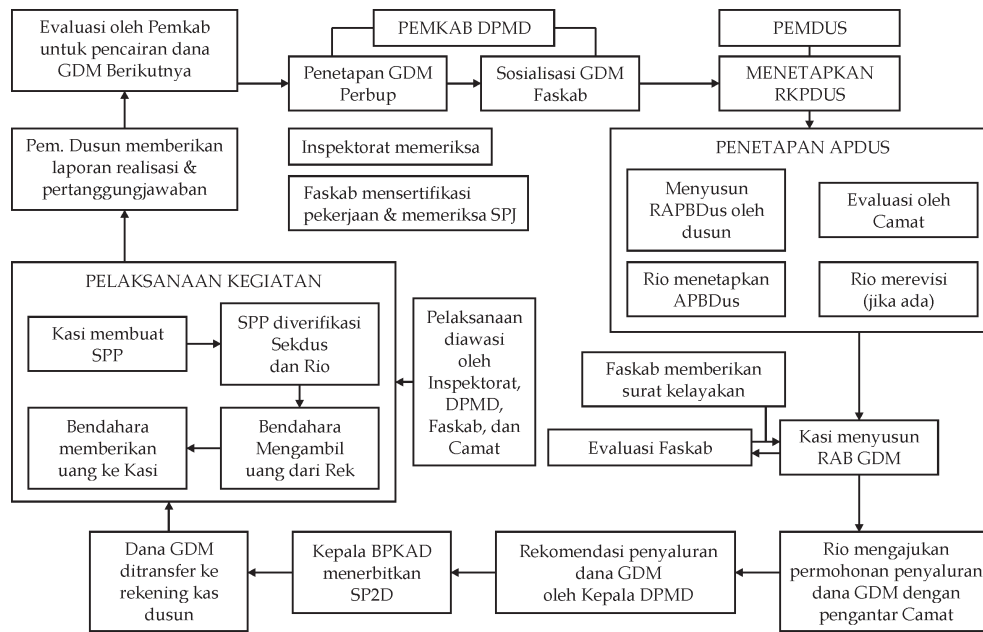 Evaluasi oleh Pemkab
untuk pencairan dana
GDM Berikutnya
PEMKAB DPMD
Penetapan GDM
Perbup
Sosialisasi GDM
Faskab
PEMDUS
MENETAPKAN
RKPDUS
Pem. Dusun memberikan
laporan realisasi &
pertanggungjawaban
Inspektorat memeriksa
Faskab mensertifikasi
pekerjaan & memeriksa SPJ
PENETAPAN APDUS
Menyusun
RAPBDus oleh
dusun
Evaluasi oleh
Camat
Rio menetapkan
APBDus
Rio merevisi
(jika ada)
PELAKSANAAN KEGIATAN
Kasi membuat
SPP
SPP diverifikasi
Sekdus
dan Rio
Bendahara
memberikan
uang ke Kasi
Bendahara
Mengambil
uang dari Rek
Pelaksanaan
diawasi
oleh
Inspektorat,
DPMD,
Faskab, dan
Camat
Faskab memberikan
surat kelayakan
Evaluasi Faskab
Kasi menyusun
RAB GDM
Dana GDM
ditransfer ke
rekening kas
dusun
Kepala BPKAD
menerbitkan
SP2D
Rekomendasi penyaluran
dana GDM
oleh Kepala DPMD
Rio mengajukan
permohonan penyaluran
dana GDM dengan
pengantar Camat